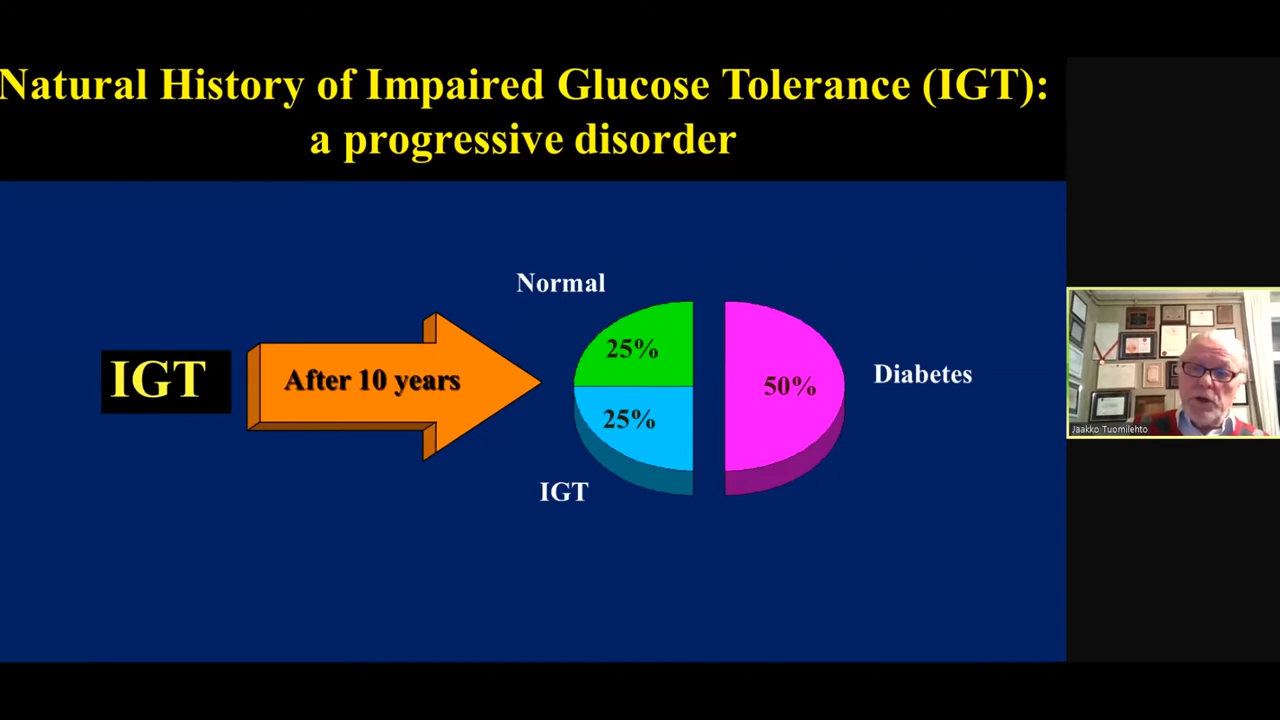 Natural History of Impaired Glucose Tolerance (IGT):
a progressive disorder
Normal
IGT
After 10 years
25%
25%
50%
Diabetes
IGT
Jaakko Tuomilehto